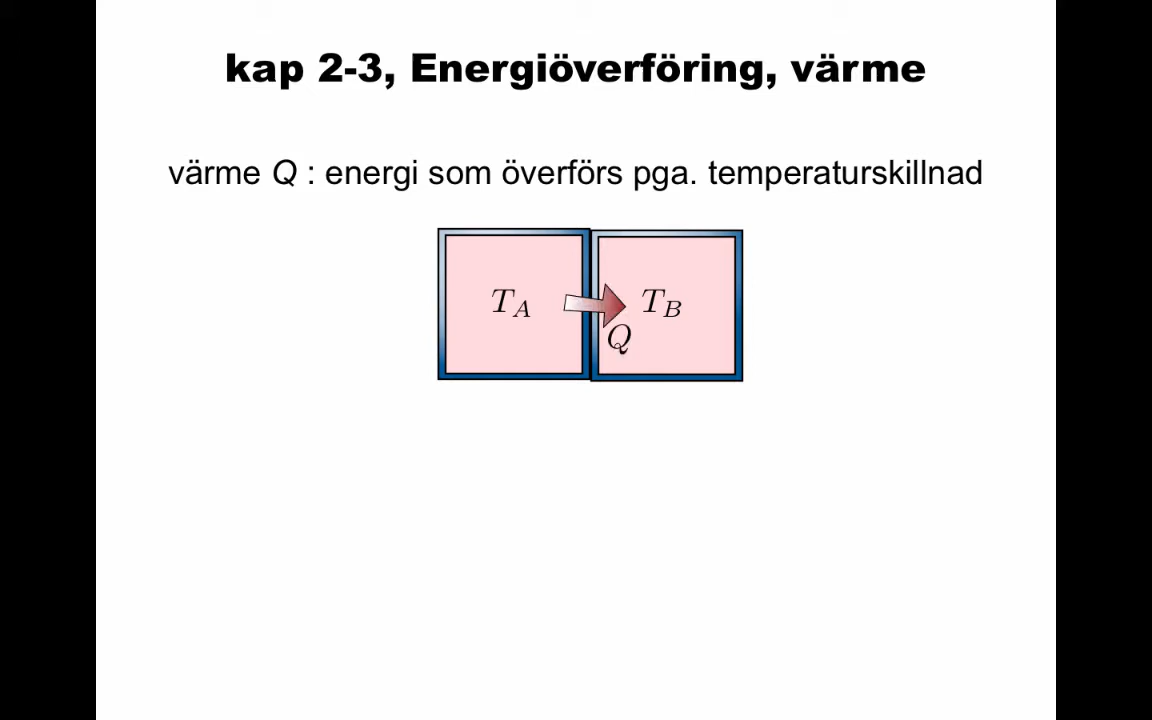 kap 2-3, Energiöverföring, värme
värme Q : energi som överförs pga. temperaturskillnad
T_A T_B
Q